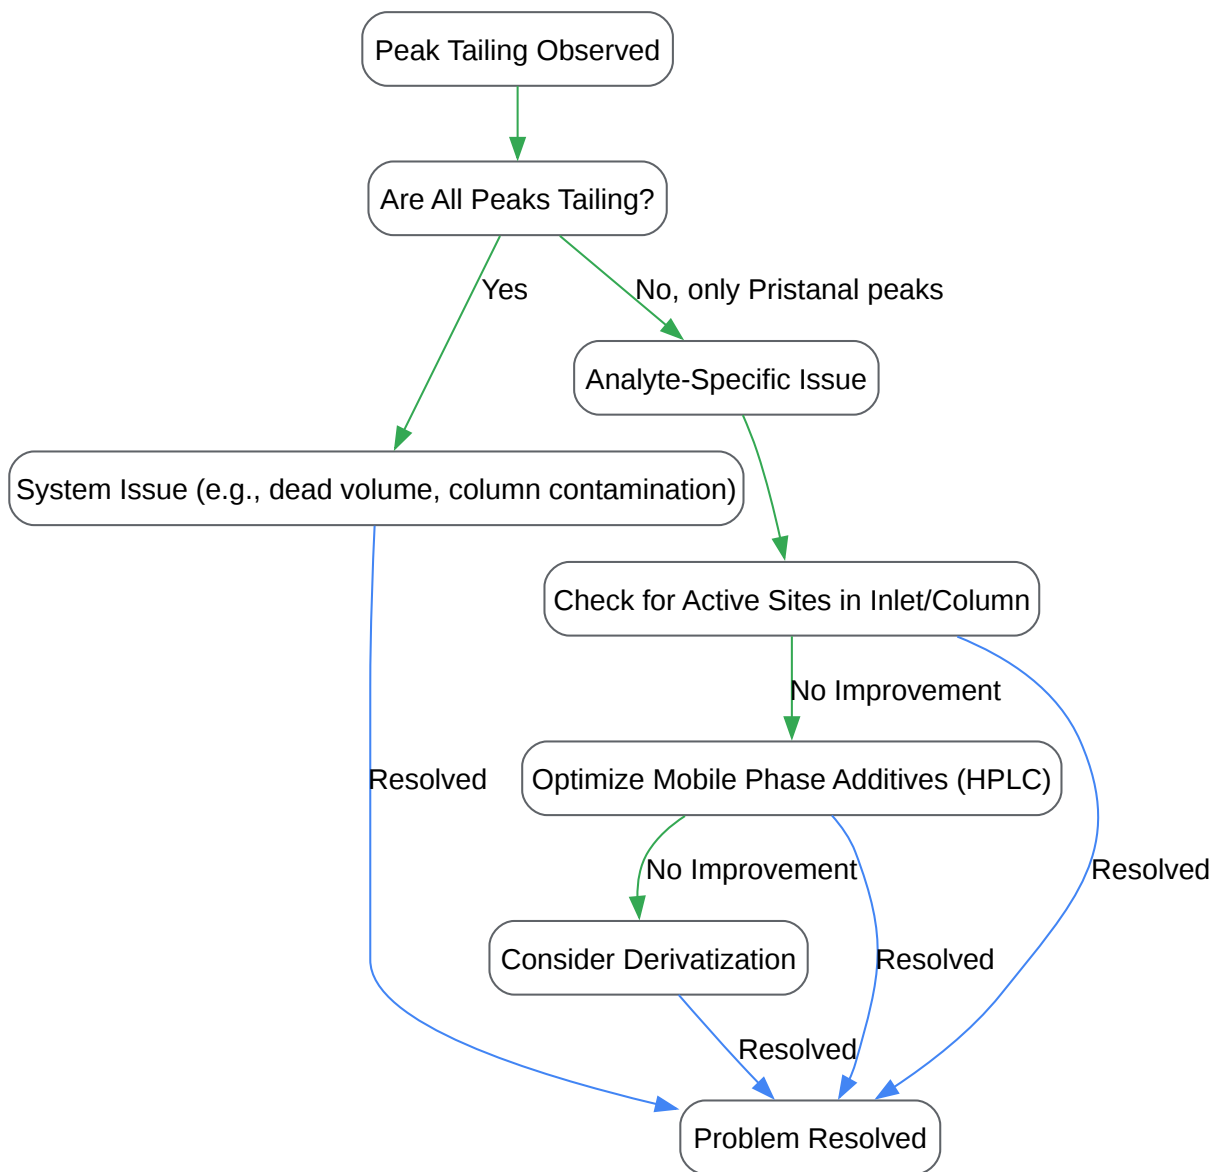 Peak Tailing Observed
Are All Peaks Tailing?
Yes
No, only Pristanal peaks
Analyte-Specific Issue
System Issue (e.g., dead volume, column contamination)
Check for Active Sites in Inlet/Column
No Improvement
Optimize Mobile Phase Additives (HPLC)
Resolved
No Improvement
Resolved
Consider Derivatization
Resolved
Resolved
Problem Resolved